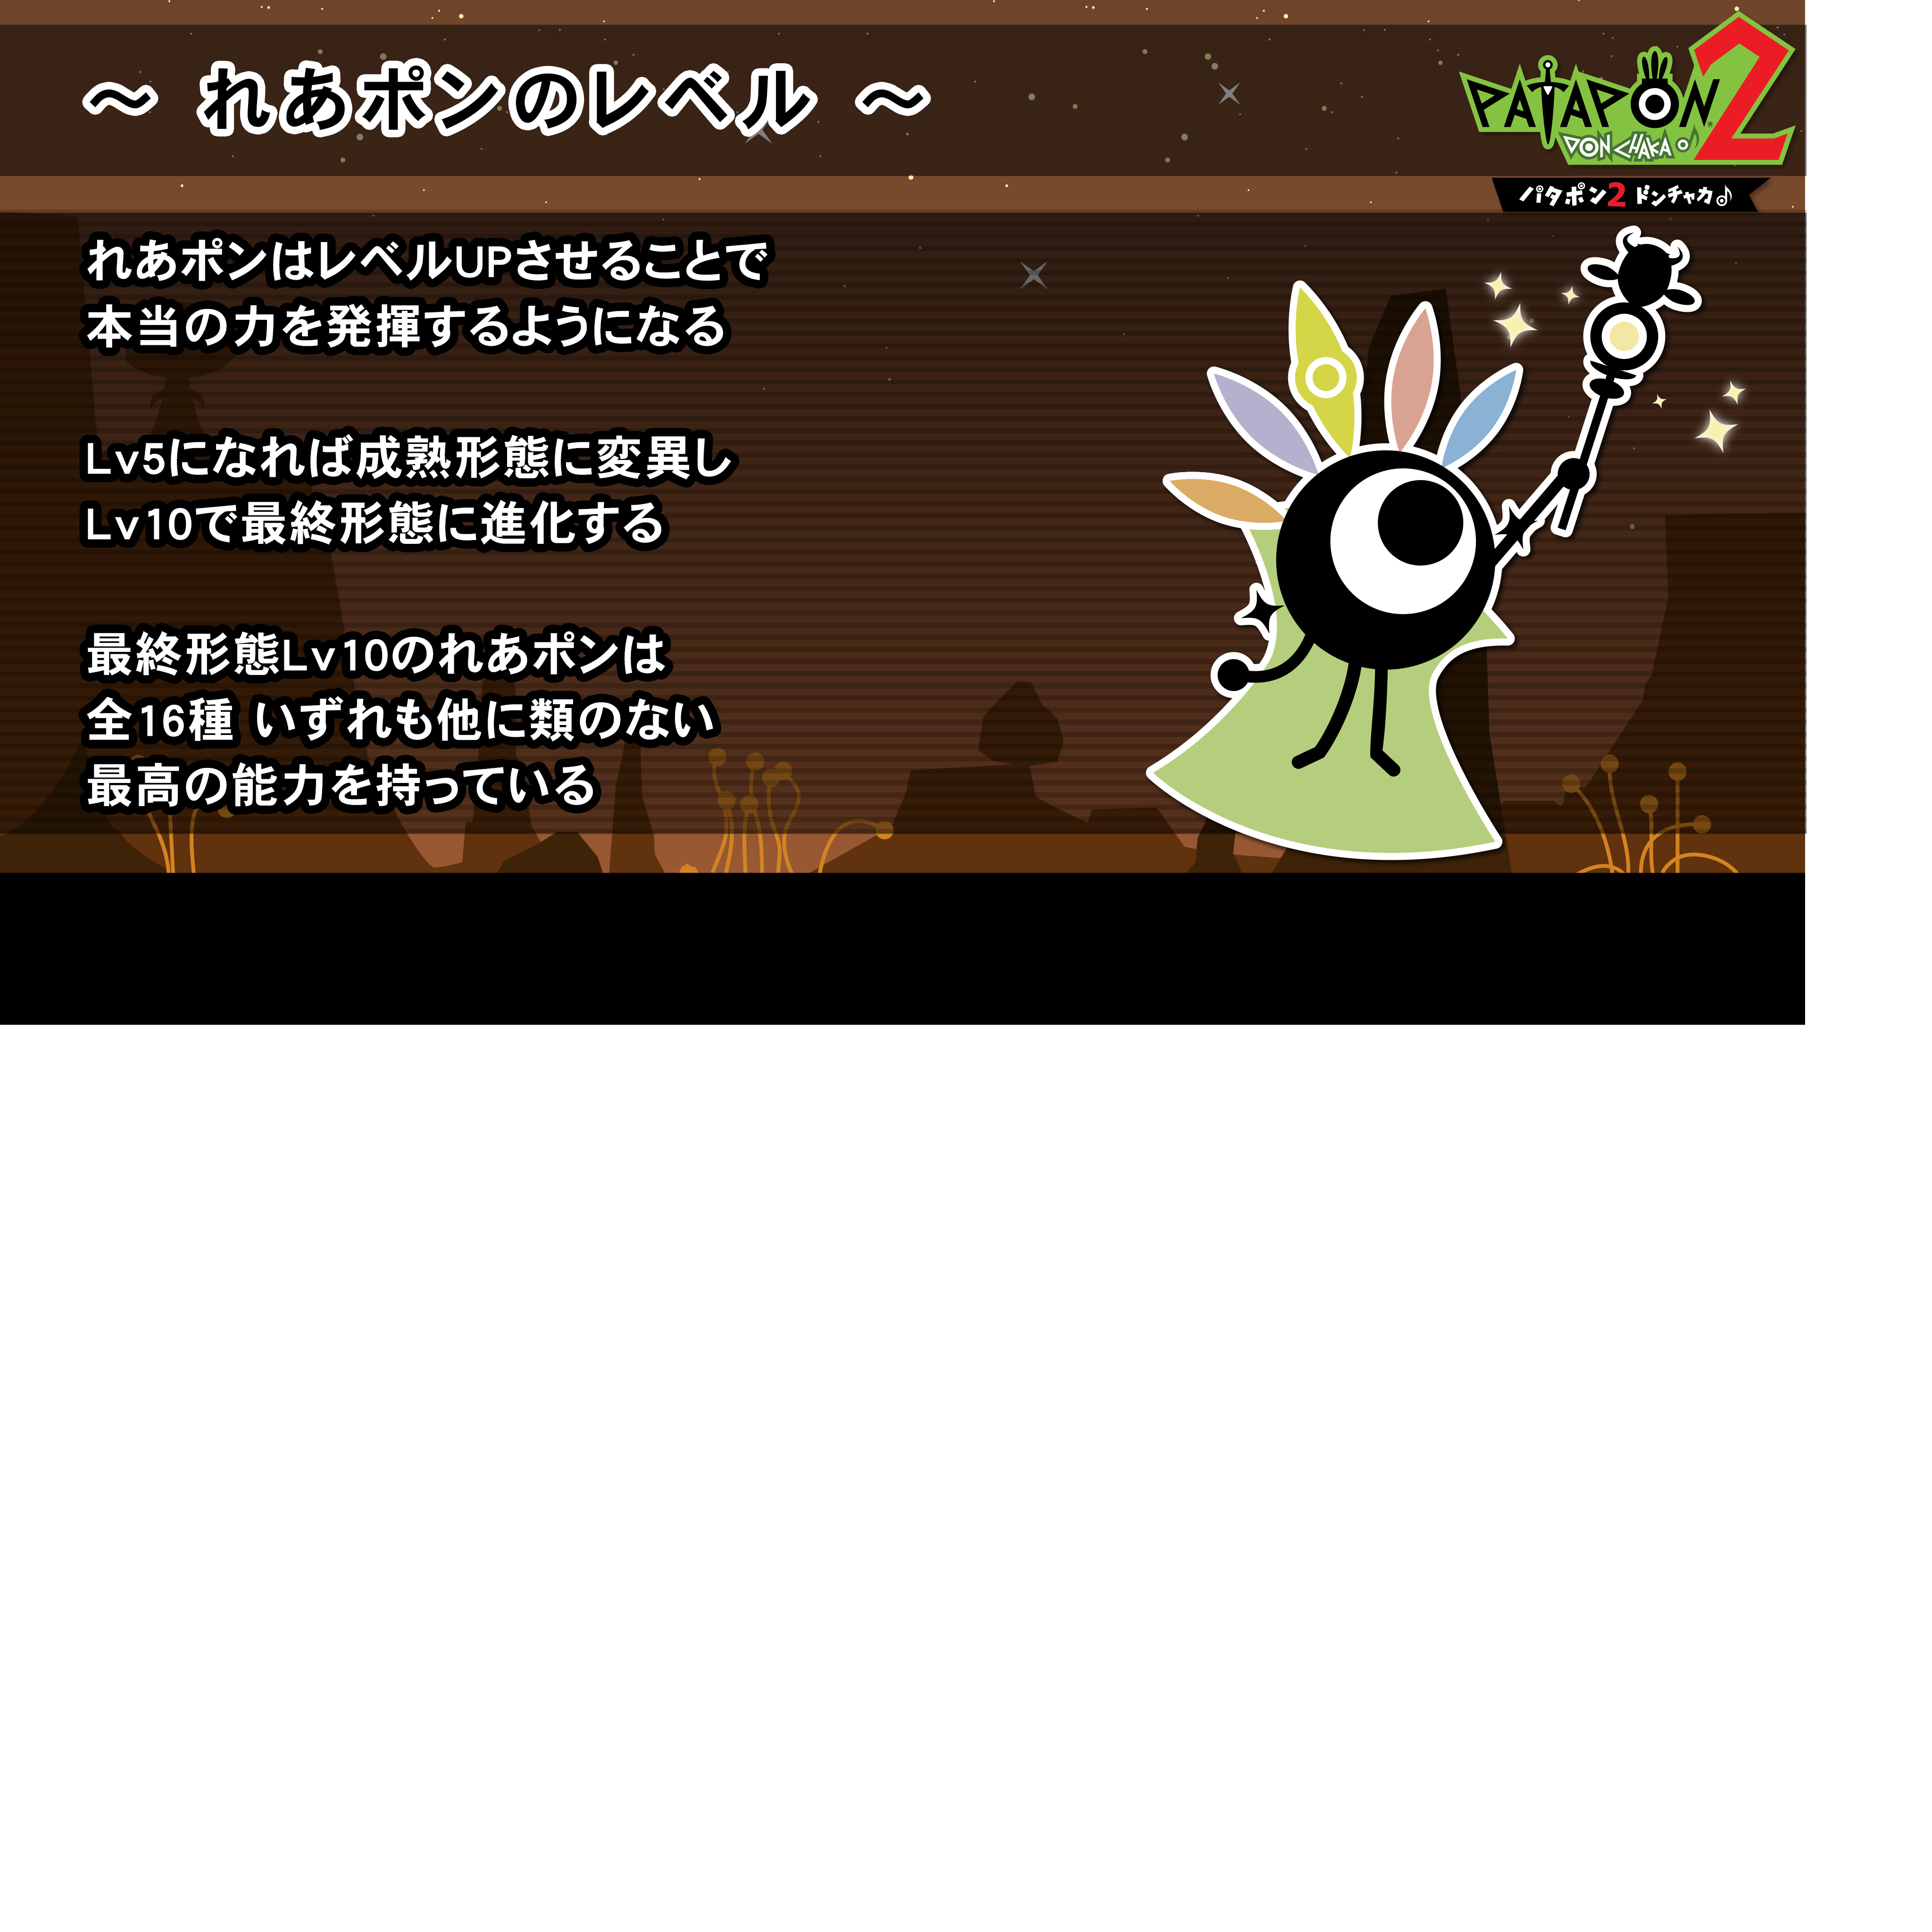 ～ れあポンのレベル ～
PATAPON 2
DON CHAKA♪
パタポン2 ドンチャカ♪
れあポンはレベルUPさせることで
本当の力を発揮するようになる
Lv5になれば成熟形態に変異し
Lv10で最終形態に進化する
最終形態Lv10のれあポンは
全16種 いずれも他に類のない
最高の能力を持っている